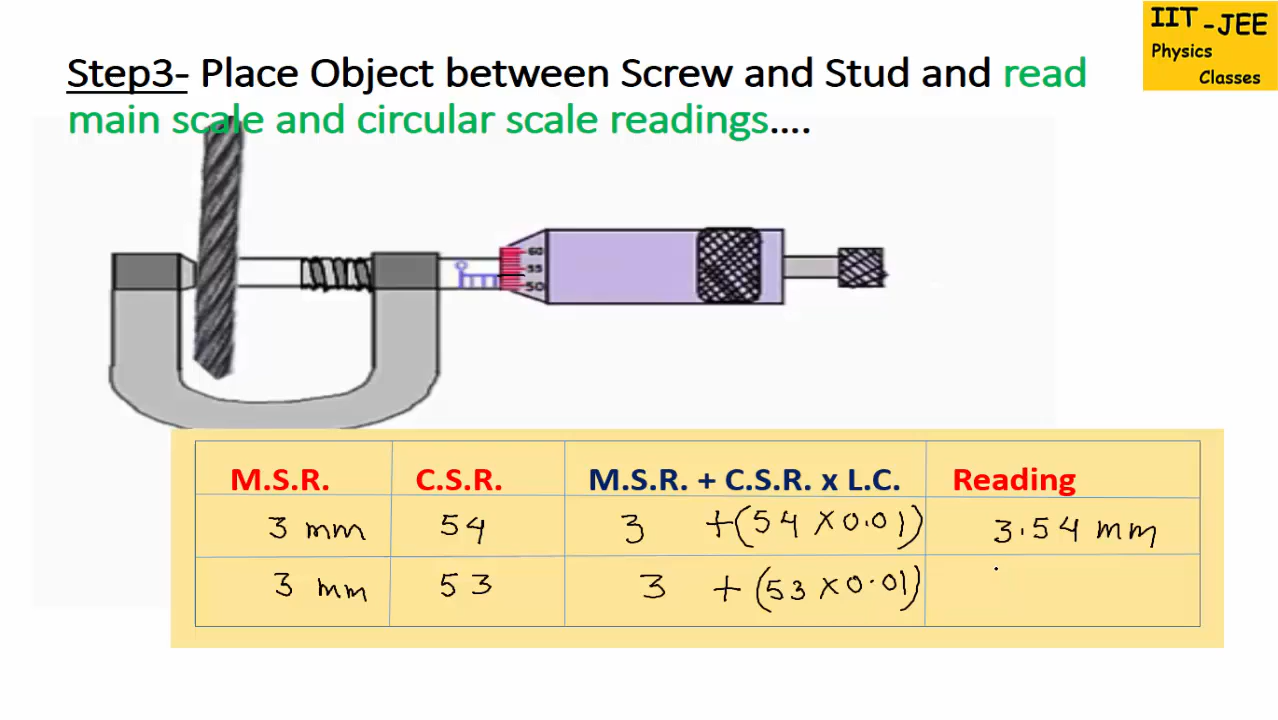 IIT -JEE
Physics
Classes
Step3- Place Object between Screw and Stud and read
main scale and circular scale readings....
0
60
55
50
M.S.R. C.S.R. M.S.R. + C.S.R. x L.C. Reading
3 mm 54 3 +(54 ×0.01) 3.54 mm
3 mm 53 3 + (53 ×0.01)